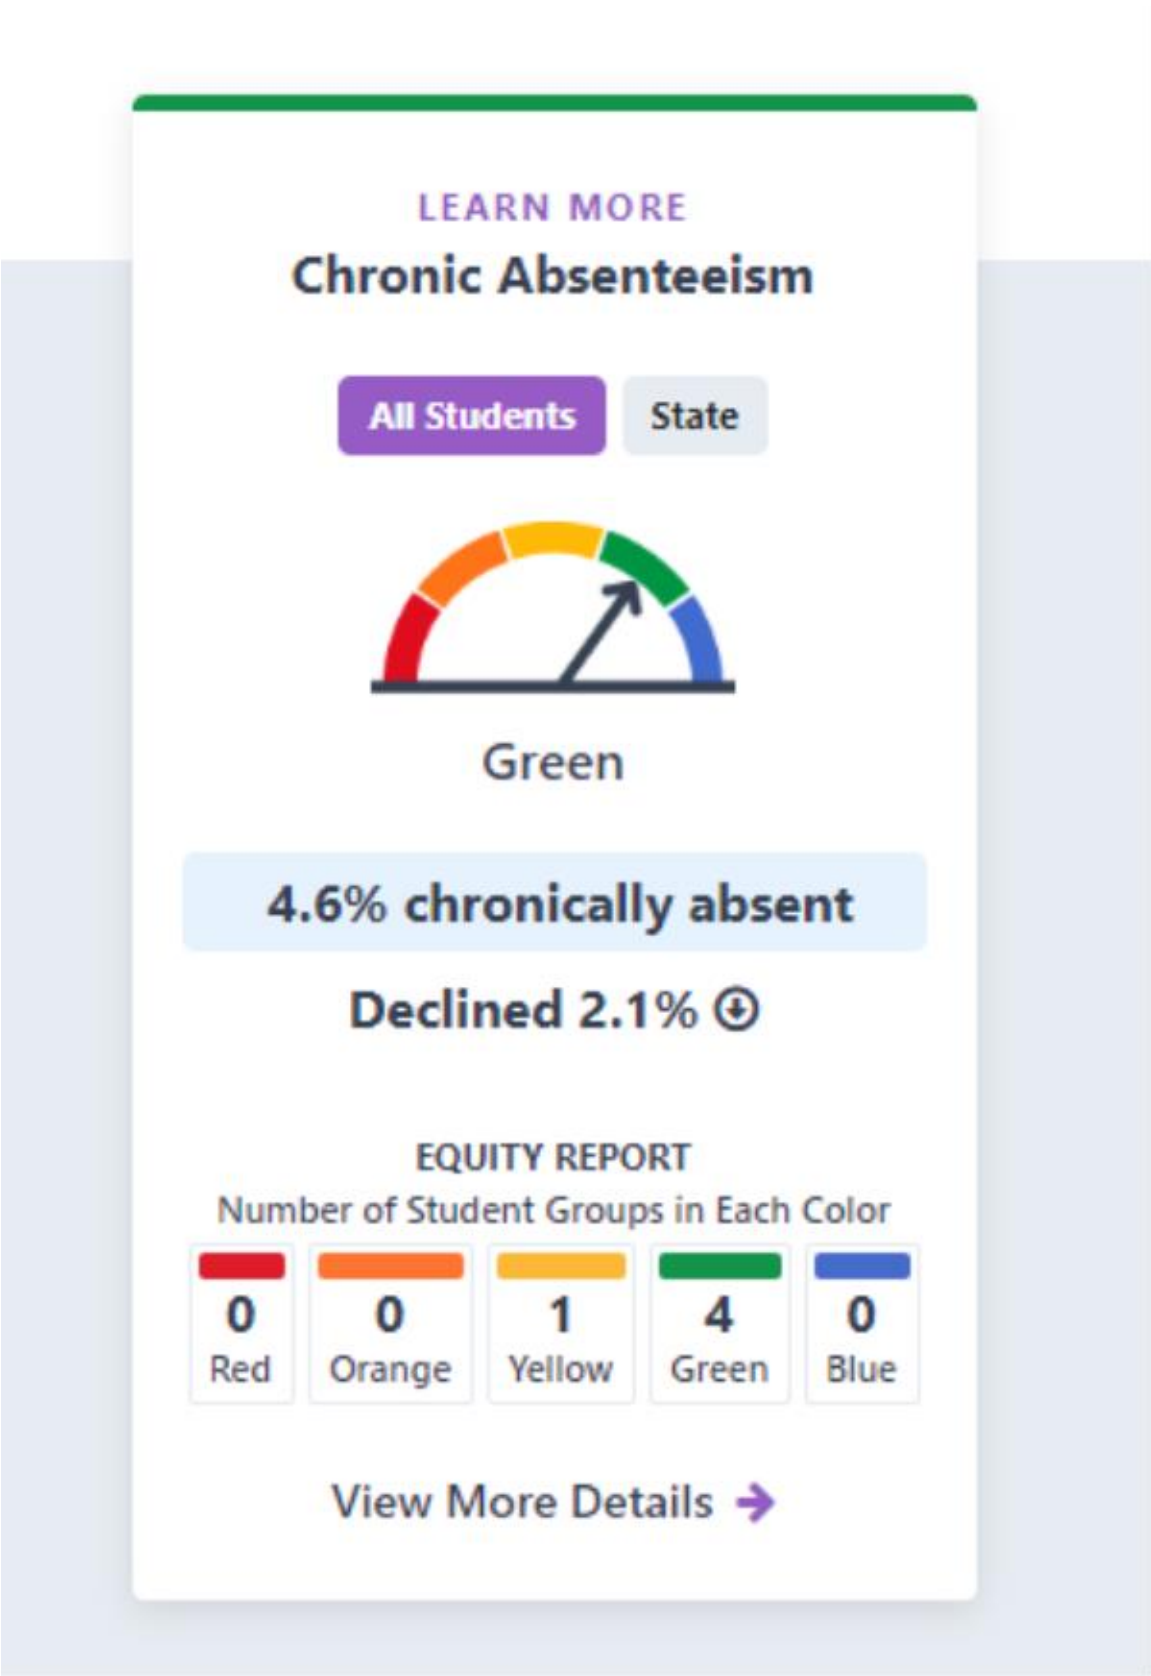 LEARN MORE
Chronic Absenteeism
All Students State
Green
4.6% chronically absent
Declined 2.1%
EQUITY REPORT
Number of Student Groups in Each Color
0 0 1 4 0
Red Orange Yellow Green Blue
View More Details